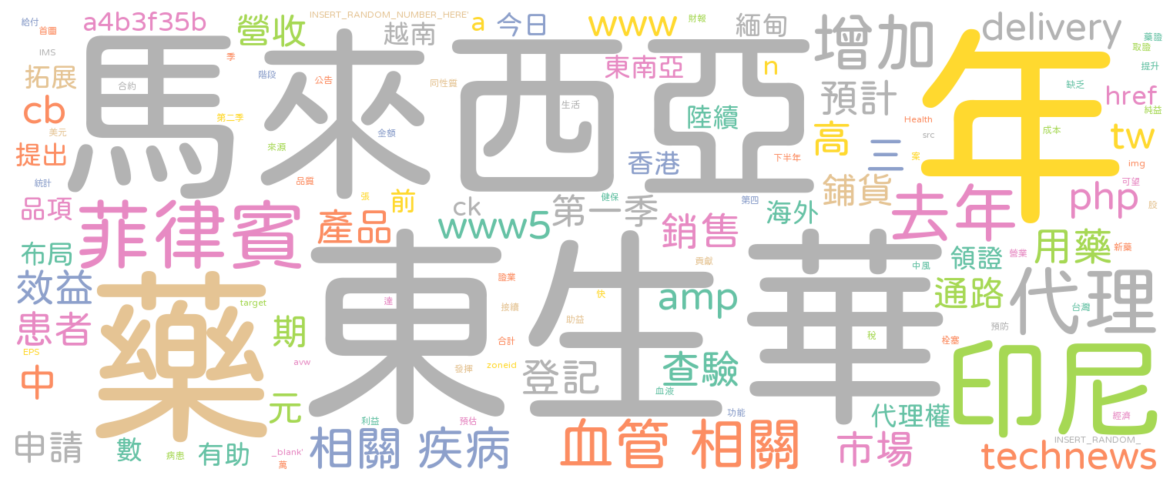 給付
首圈
a4b3f35b
營收
INSERT_RANDOM_NUMBER_HERE'
越南
a
今日
www
財報
緬甸
增加
delivery
藥證
取證
提升
IMS
拓展
合約
季
階段
公告
同性質
東南亞
n
預計
缺乏
href
cb
美元
第二季
馬來西亞
年
生活
陸續
Health
src
高
三
成本
tw
純益
提出
統計
來源
金額
品質
張
香港
下半年
案
img
可望
鋪貨
品項
菲律賓
前
ck
健保
第一季
第四
海外
去年
php
股
產品
www5
銷售
布局
用藥
新藥
領證
營業
中風
貢獻
效益
藥
target
職業
東生華
遠
接續
快
amp
通路
代理
台灣
患者
期
助益
稅
預防
EPS
avw
合計
發揮
zoneid
登記
查驗
血液
栓塞
印尼
中
元
利益
預估
功能
代理權
經濟
申請
數
病患
有助
_blank'
萬
相關
疾病
血管
相關
市場
INSERT_RANDOM_
technews